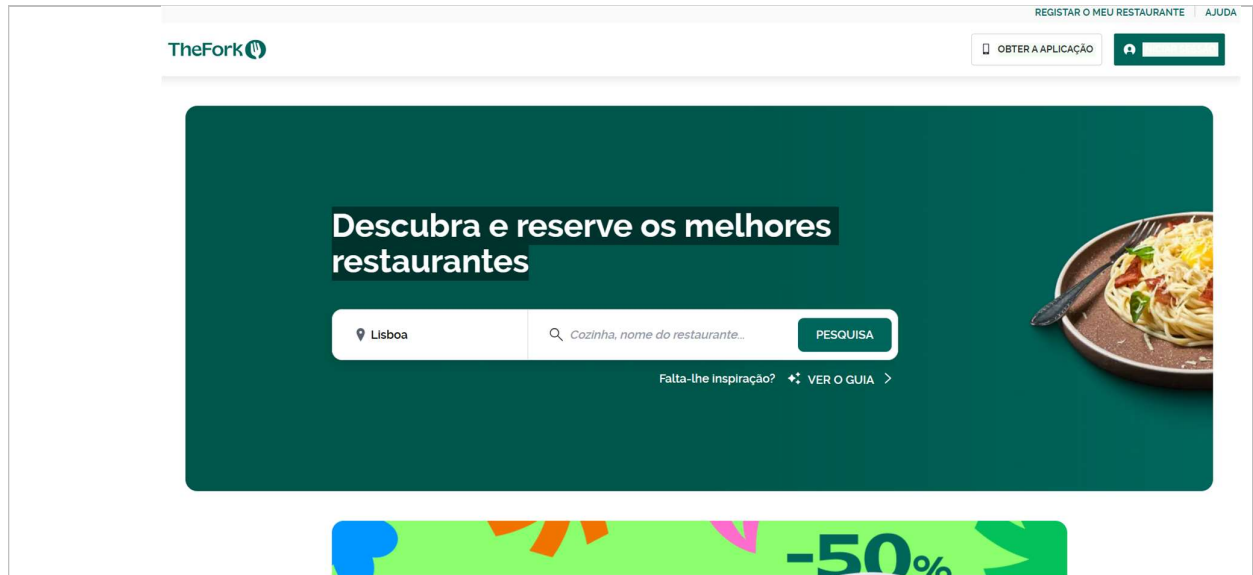 REGISTAR O MEU RESTAURANTE AJUDA
TheFork
OBTER A APLICAÇÃO
Descubra e reserve os melhores
restaurantes
Lisboa
Cozinha, nome do restaurante...
PESQUISA
Falta-lhe inspiração? VER O GUIA
-50%